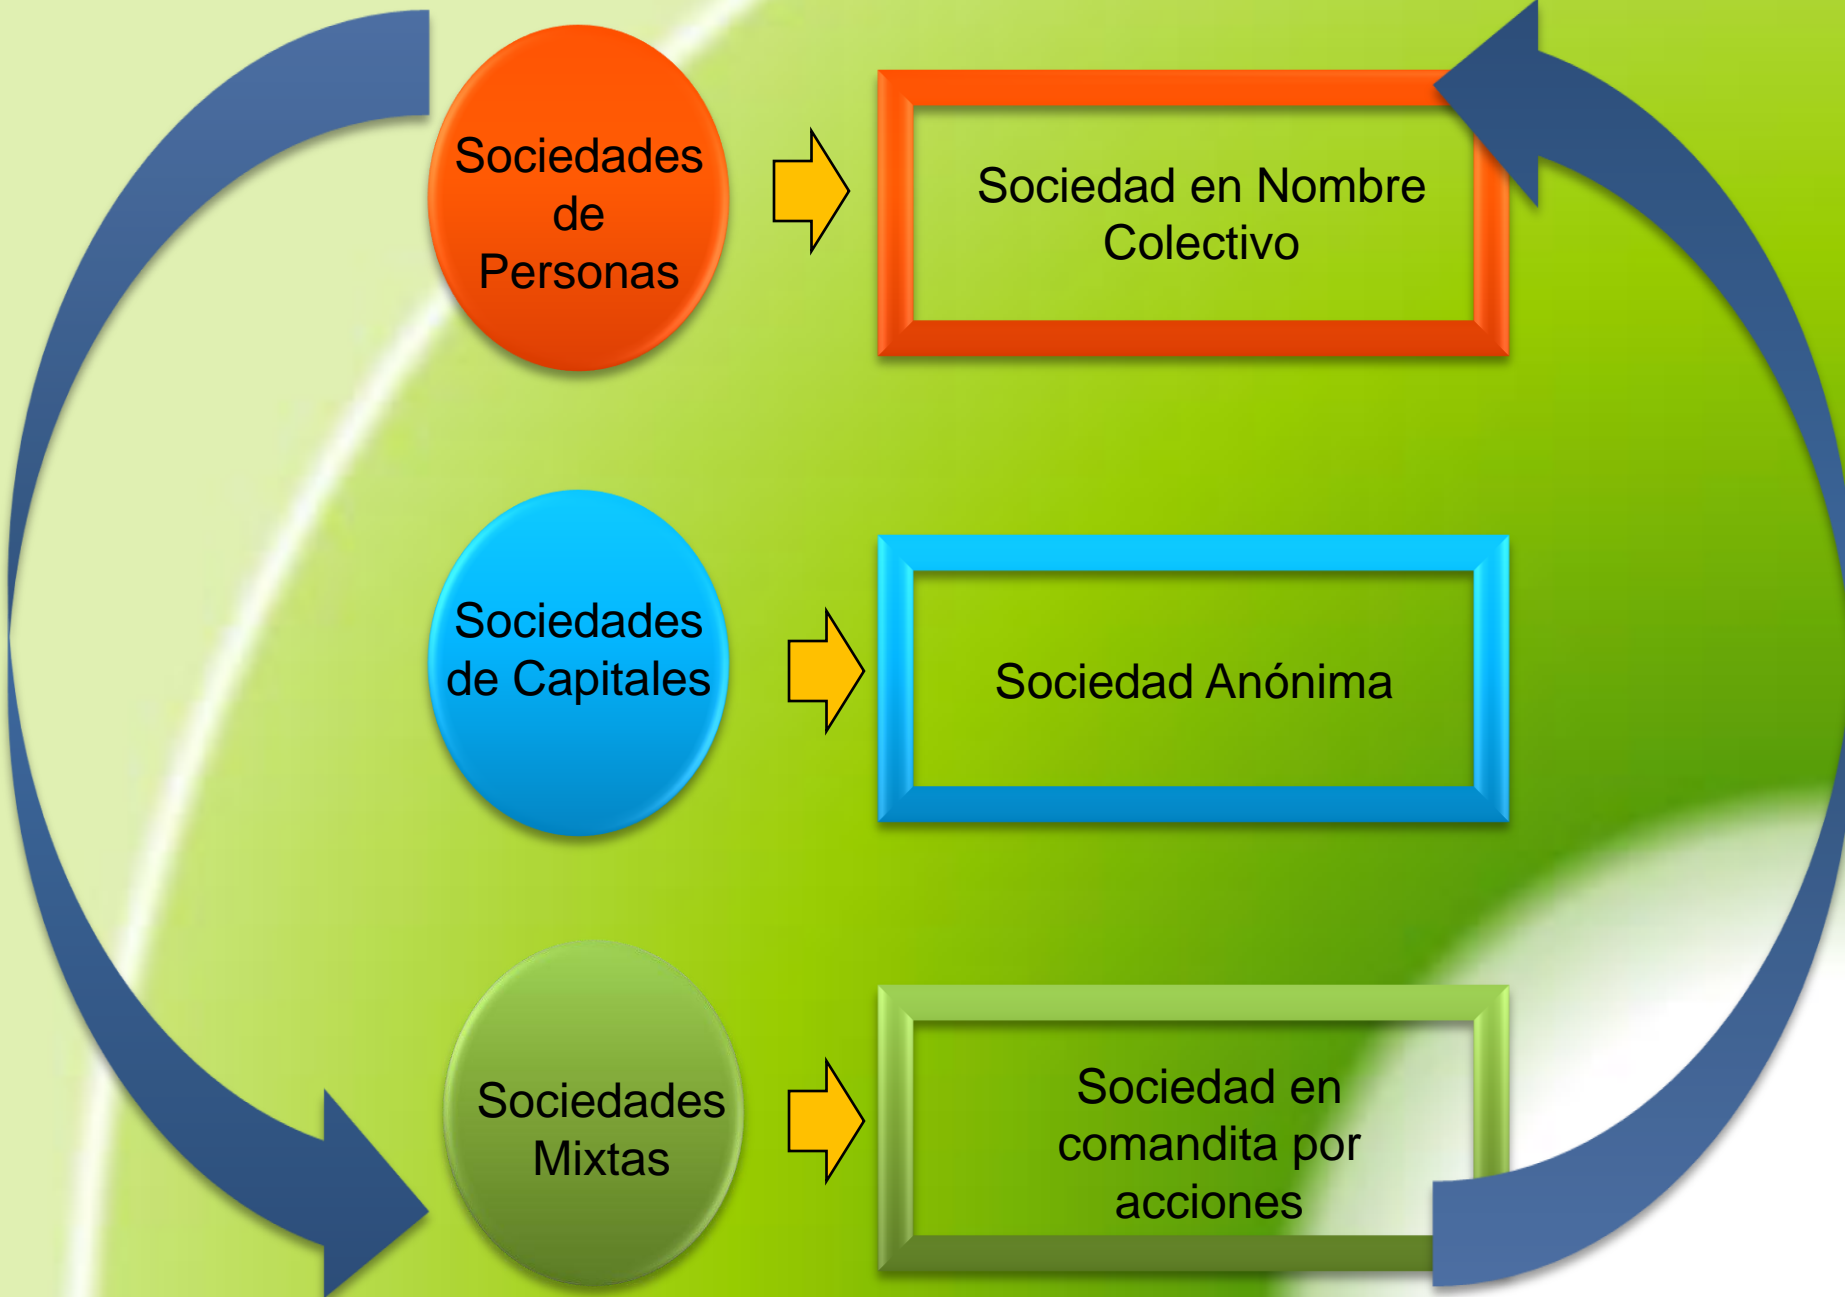 Sociedades
de
Personas
Sociedad en Nombre
Colectivo
Sociedades
de Capitales
Sociedad Anónima
Sociedades
Mixtas
Sociedad en
comandita por
acciones